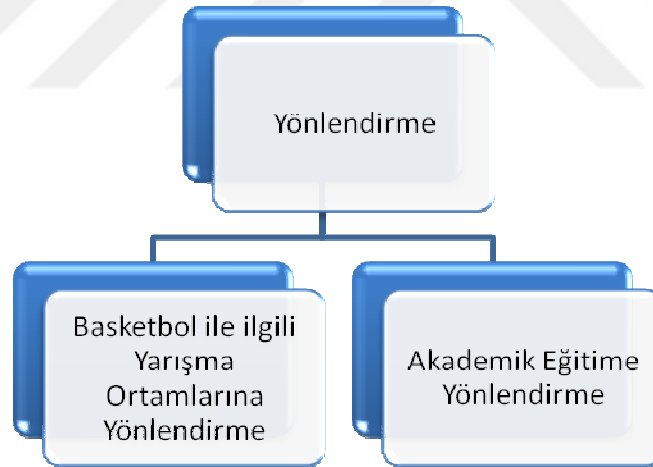 Yönlendirme
Basketbol ile ilgili
Yarışma
Ortamlarına
Yönlendirme
Akademik Eğitime
Yönlendirme